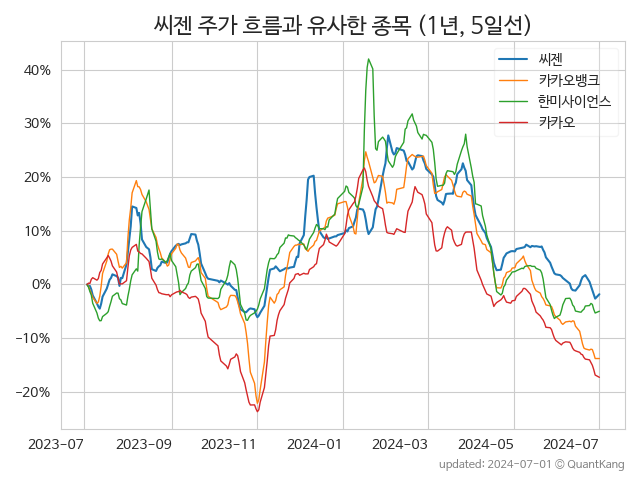 씨젠 주가 흐름과 유사한 종목 (1년, 5일선)
씨젠
카카오뱅크
한미사이언스
카카오
40%
30%
20%
10%
0%
−10%
−20%
2023-07
2023-09
2023-11
2024-01
2024-03
2024-05
2024-07
updated: 2024-07-01 © QuantKang